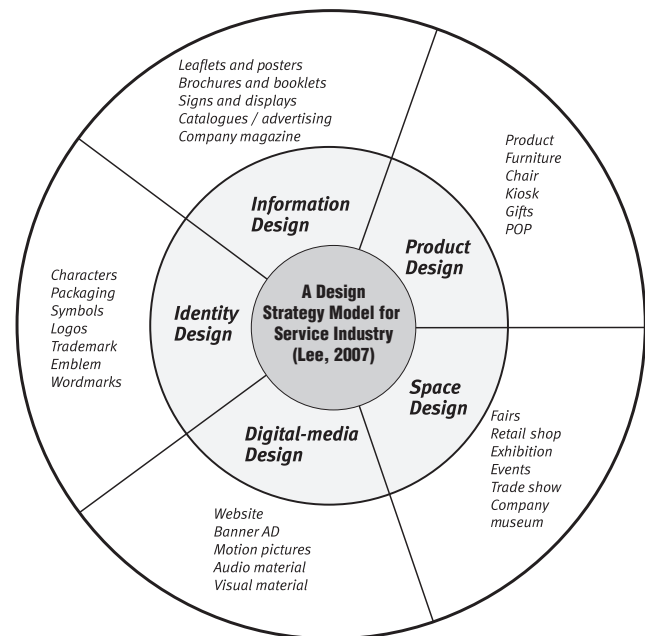 Leaflets and posters
Brochures and booklets
Signs and displays
Catalogues / advertising
Company magazine
Product
Furniture
Chair
Kiosk
Gifts
POP
Information
Design
Product
Design
A Design
Strategy Model for
Service Industry
(Lee, 2007)
Identity
Design
Characters
Packaging
Symbols
Logos
Trademark
Emblem
Wordmarks
Space
Design
Fairs
Retail shop
Exhibition
Events
Trade show
Company
museum
Digital-media
Design
Website
Banner AD
Motion pictures
Audio material
Visual material